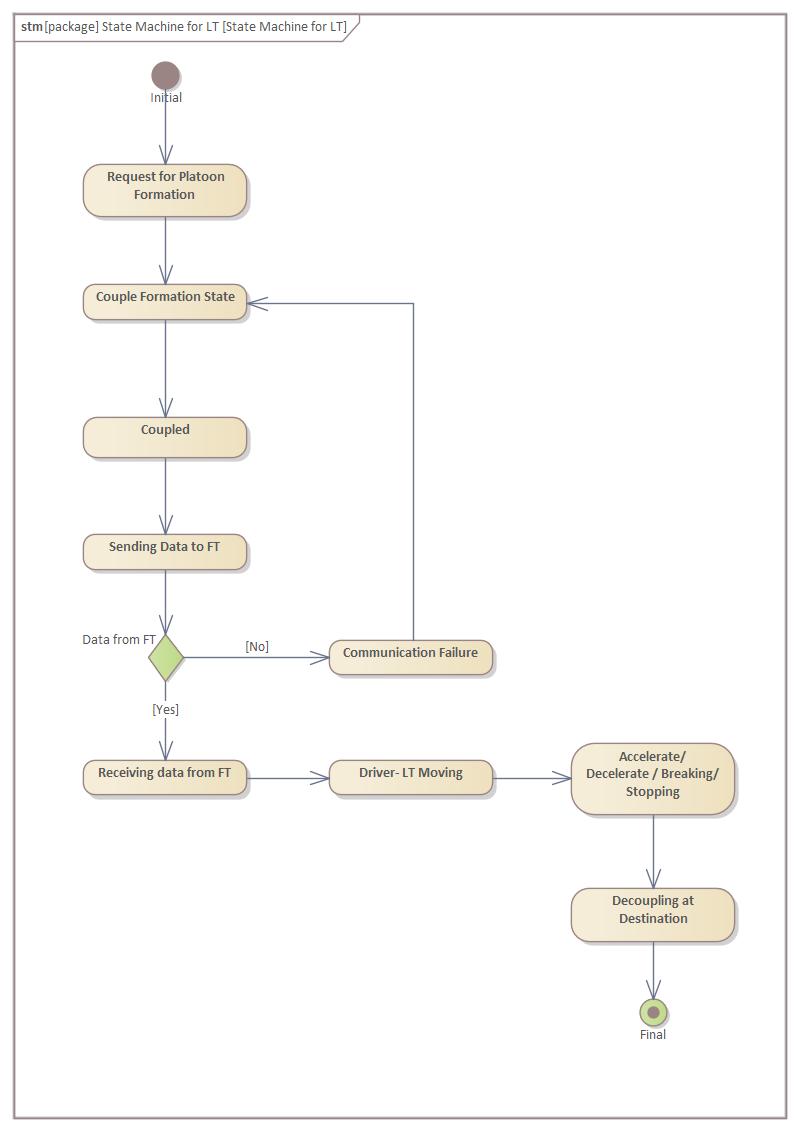 stm [package] State Machine for LT [State Machine for LT]
Initial
Request for Platoon
Formation
Couple Formation State
Coupled
Sending Data to FT
Data from FT
[No]
Communication Failure
[Yes]
Receiving data from FT
Driver- LT Moving
Accelerate/
Decelerate / Breaking/
Stopping
Decoupling at
Destination
Final